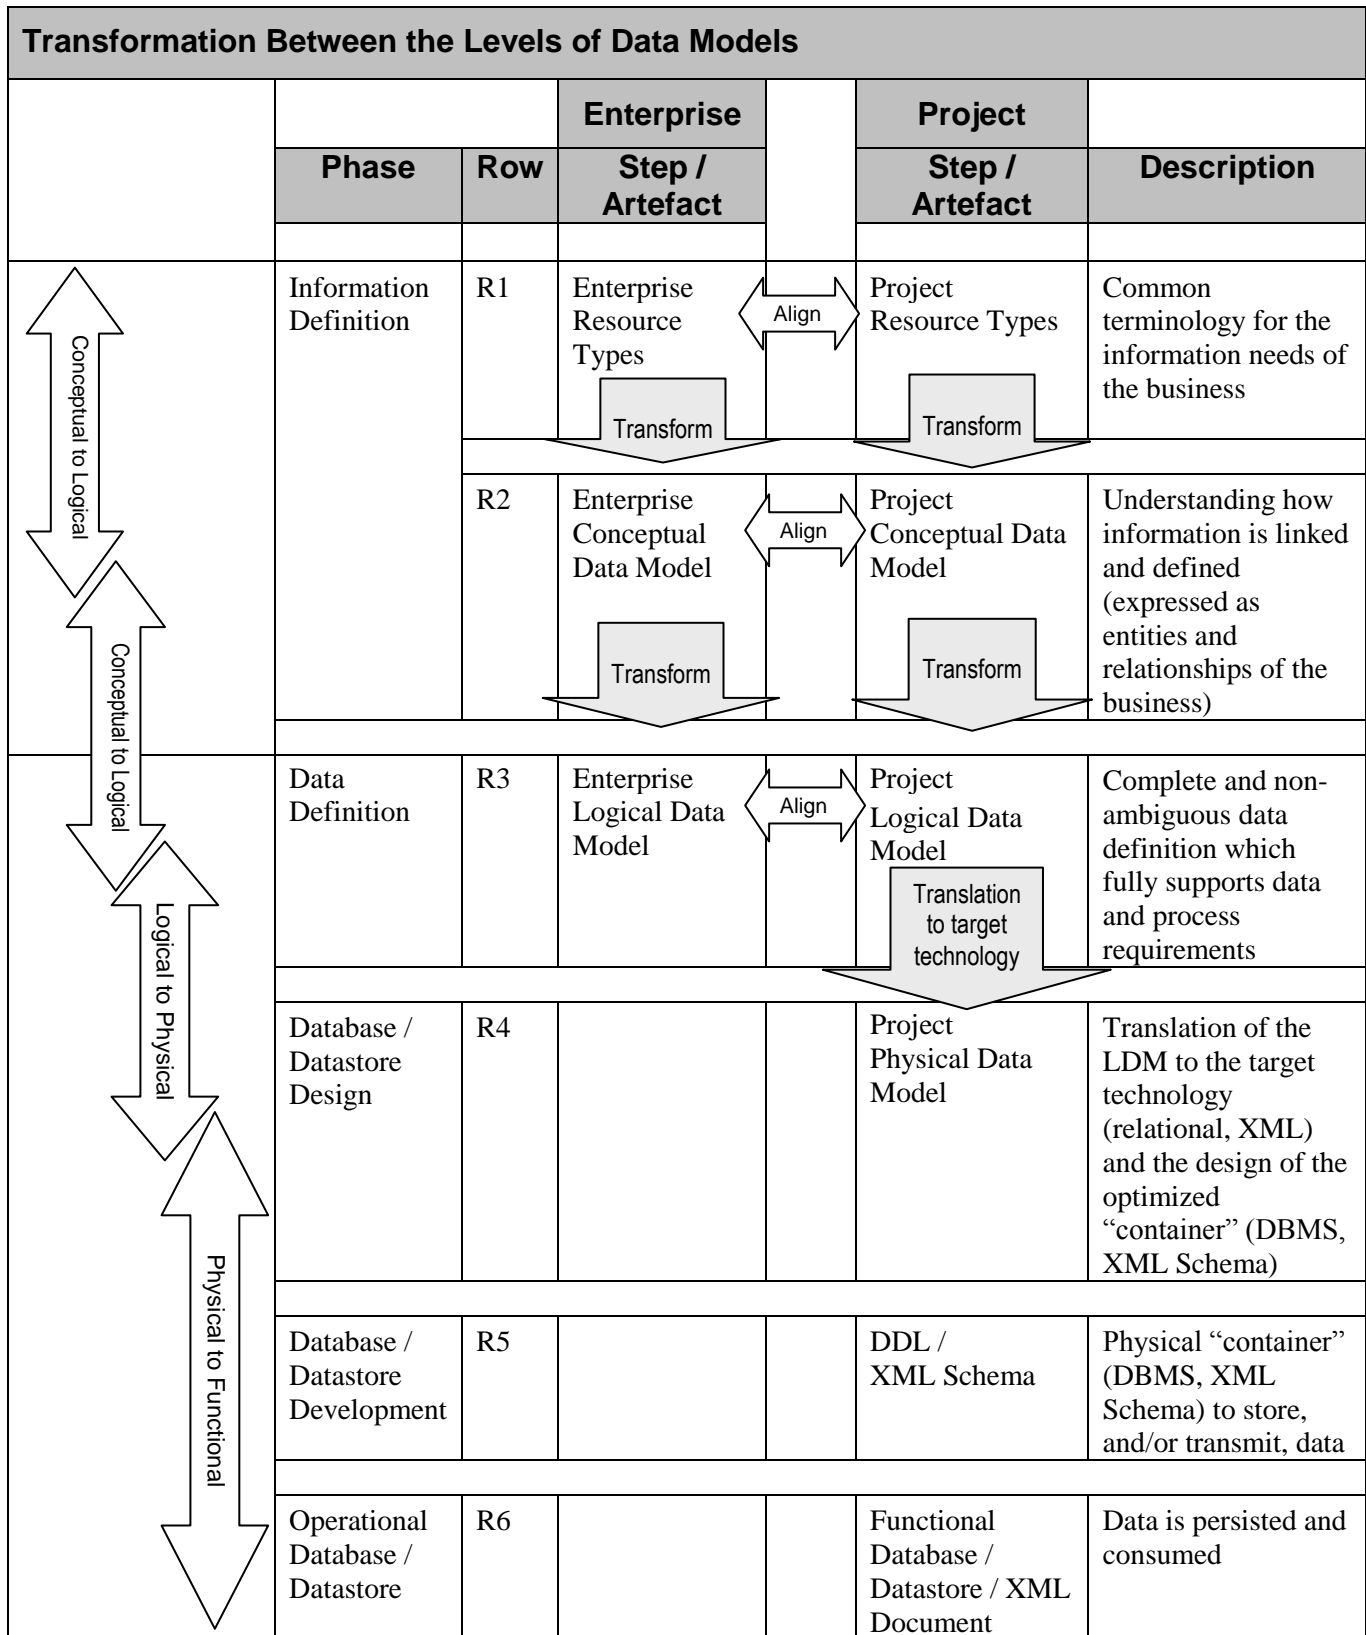 Transformation Between the Levels of Data Models
Enterprise
Project
Phase
Row
Step /
Artefact
Step /
Artefact
Description
Conceptual to Logical
Information
Definition
R1
Enterprise
Resource
Types
Align
Project
Resource Types
Common
terminology for the
information needs of
the business
Transform
Transform
R2
Enterprise
Conceptual
Data Model
Align
Project
Conceptual Data
Model
Understanding how
information is linked
and defined
(expressed as
entities and
relationships of the
business)
Transform
Transform
Conceptual to Logical
Data
Definition
R3
Enterprise
Logical Data
Model
Align
Project
Logical Data
Model
Complete and non-
ambiguous data
definition which
fully supports data
and process
requirements
Translation
to target
technology
Logical to Physical
Database /
Datastore
Design
R4
Project
Physical Data
Model
Translation of the
LDM to the target
technology
(relational, XML)
and the design of the
optimized
“container” (DBMS,
XML Schema)
Physical to Functional
Database /
Datastore
Development
R5
DDL /
XML Schema
Physical “container”
(DBMS, XML
Schema) to store,
and/or transmit, data
Operational
Database /
Datastore
R6
Functional
Database /
Datastore / XML
Document
Data is persisted and
consumed